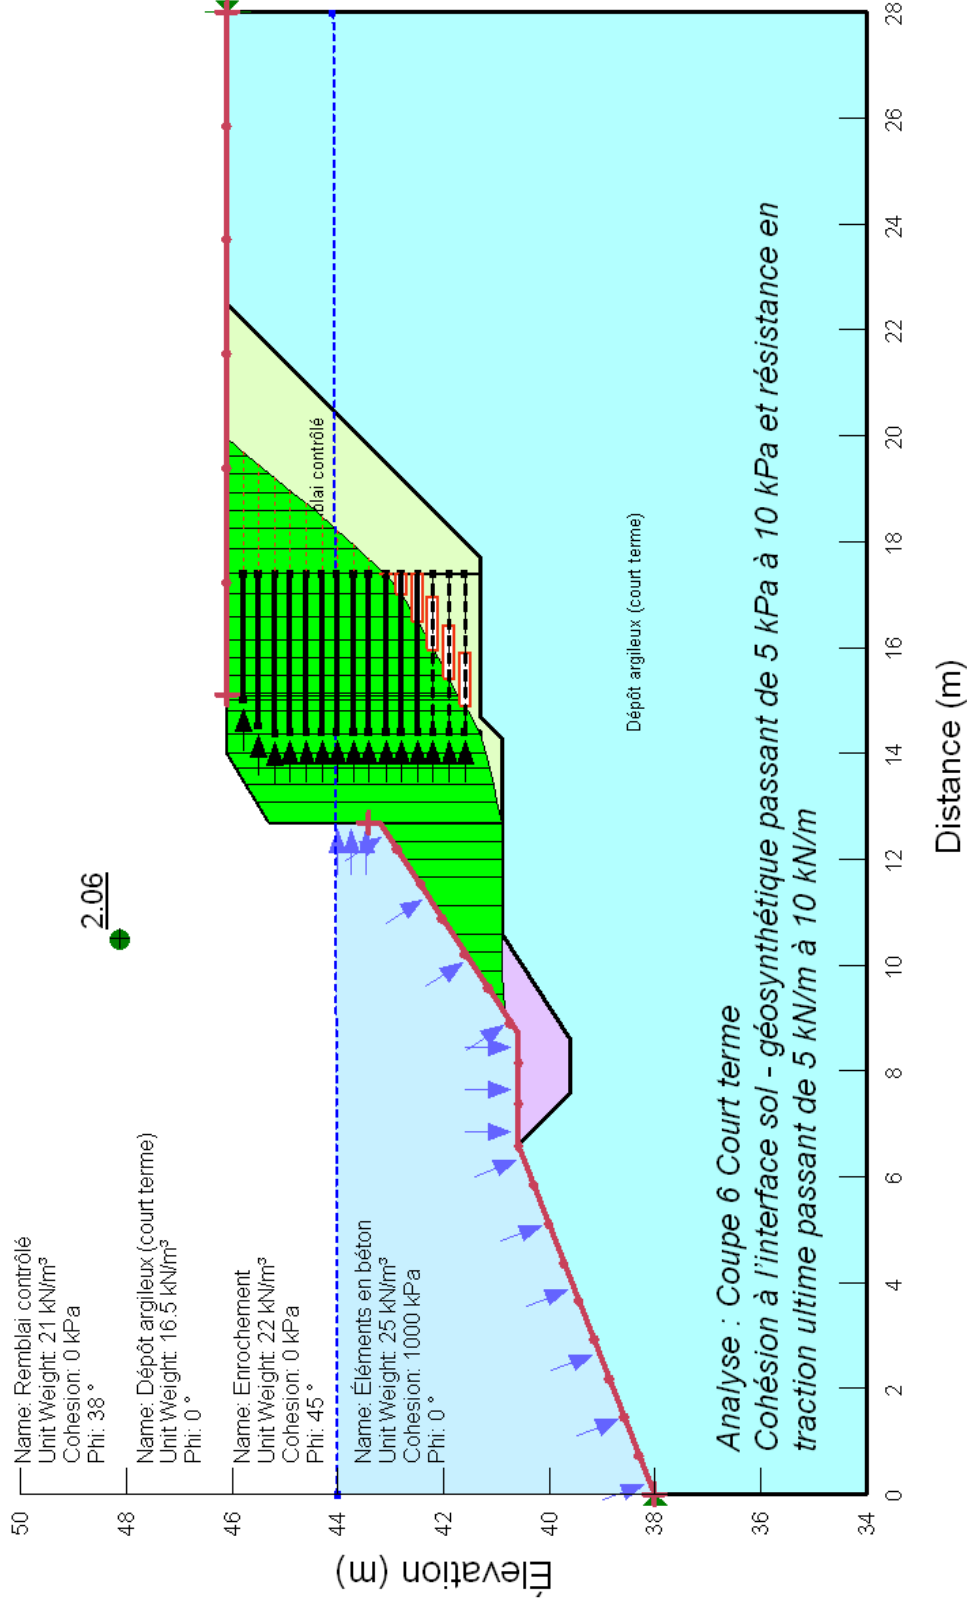 Name: Remblai contrôlé
Unit Weight: 21 kN/m³
Cohesion: 0 kPa
Phi: 38 °
Name: Dépôt argileux (court terme)
Unit Weight: 16.5 kN/m³
Phi: 0 °
Name: Enrochement
Unit Weight: 22 kN/m³
Cohesion: 0 kPa
Phi: 45 °
Name: Éléments en béton
Unit Weight: 25 kN/m³
Cohesion: 1000 kPa
Phi: 0 °
2.06
blai contrôlé
Dépôt argileux (court terme)
Analyse : Coupe 6 Court terme
Cohésion à l'interface sol - géosynthétique passant de 5 kPa à 10 kPa et résistance en
traction ultime passant de 5 kN/m à 10 kN/m
Élevation (m)
50
48
46
44
42
40
38
36
34
0
2
4
6
8
10
12
14
16
18
20
22
24
26
28
Distance (m)